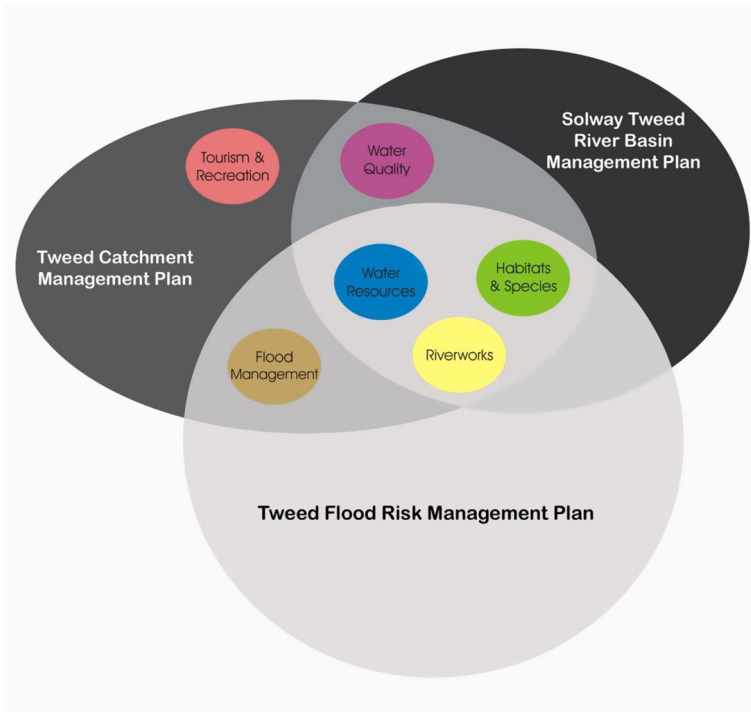 Solway Tweed
River Basin
Management Plan
Tourism &
Recreation
Water
Quality
Tweed Catchment
Management Plan
Water
Resources
Habitats
& Species
Flood
Management
Riverworks
Tweed Flood Risk Management Plan